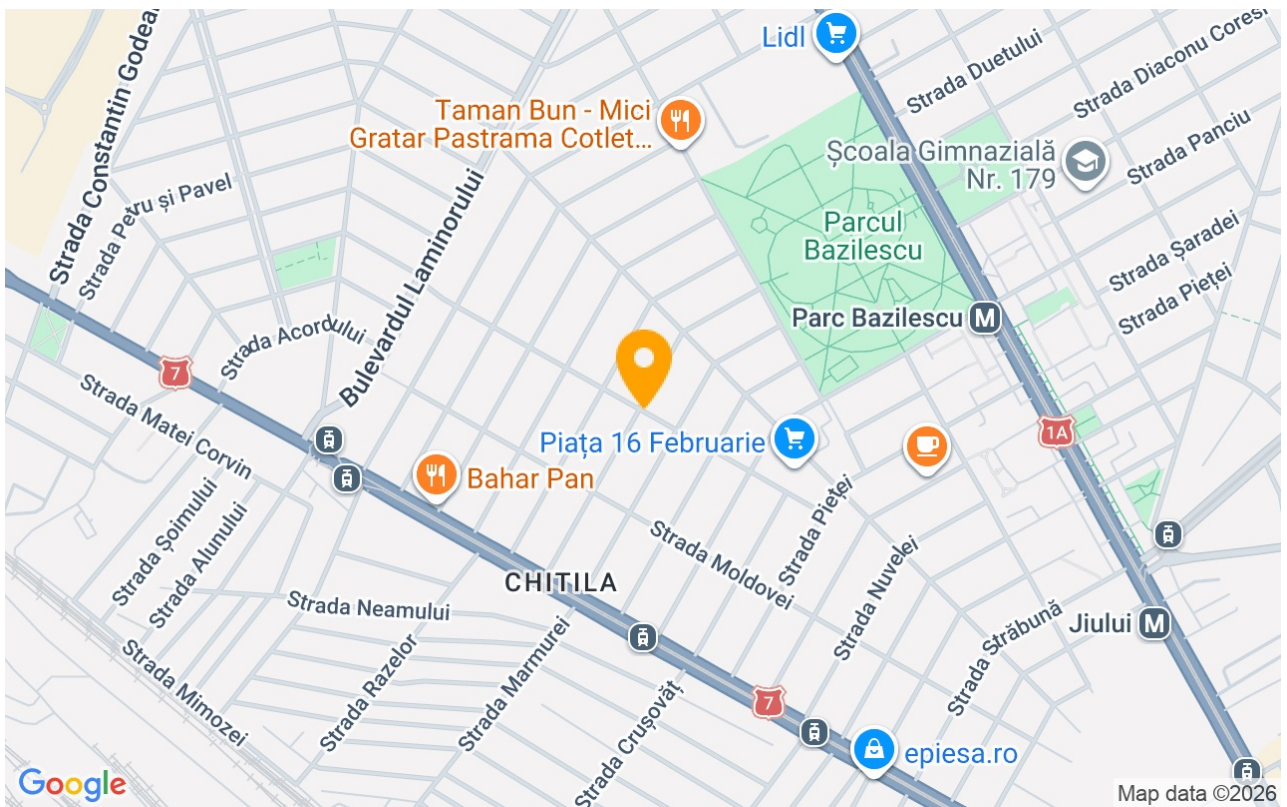 Strada Constantin Godean
Lidl
Strada Duetului
Strada Diaconu Coresi
Taman Bun - Mici
Gratar Pastrama Cotlet...
Școala Gimnazială
Nr. 179
Strada Panciu
Strada Petru și Pavel
Bulevardul Laminorului
Parcul
Bazilescu
Strada Șaradei
Strada Pieței
Strada Acordului
Parc Bazilescu
M
7
Strada Matei Corvin
Piața 16 Februarie
1A
Bahar Pan
Strada Șoimului
Strada Alunului
Strada Moldovei
Strada Pieței
Strada Nuvelei
CHITILA
Strada Neamului
Strada Străbună
Jiului
M
Strada Mimozei
Strada Razelor
Strada Marmurei
Strada Crușovăț
7
epiesa.ro
Google
Map data ©2026